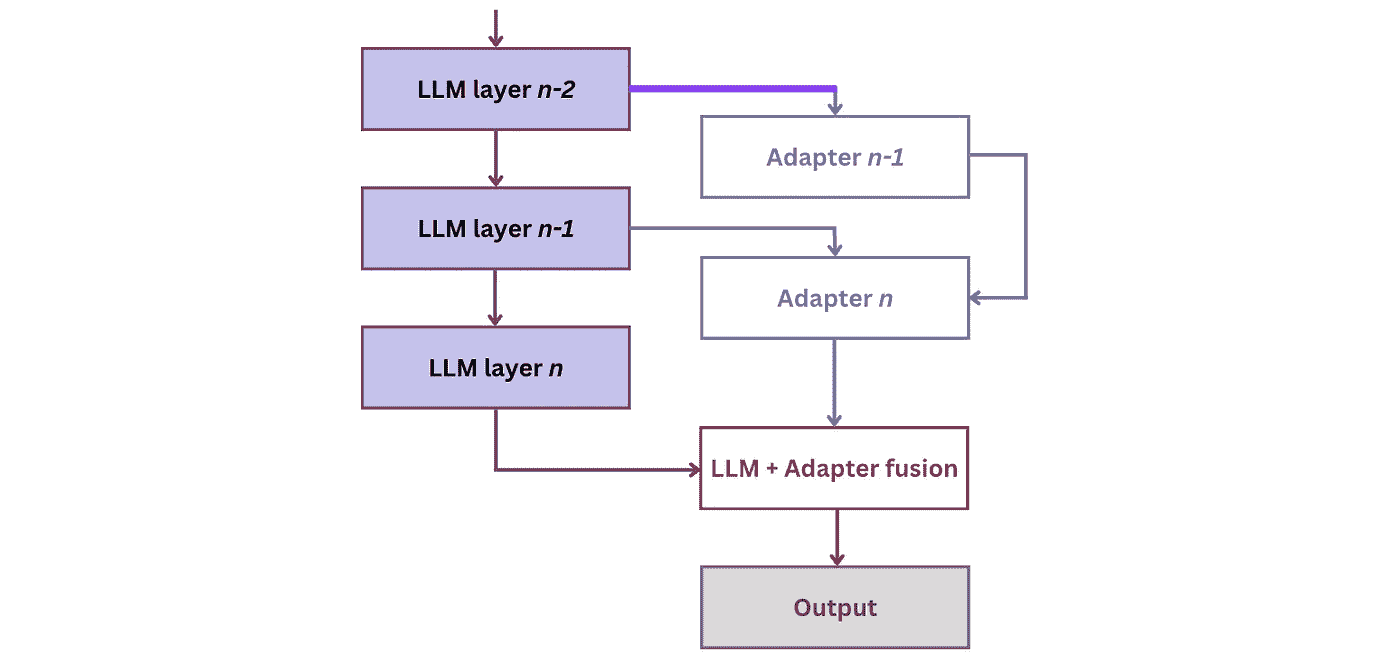 LLM layer n-2
Adapter n-1
LLM layer n-1
Adapter n
LLM layer n
LLM + Adapter fusion
Output